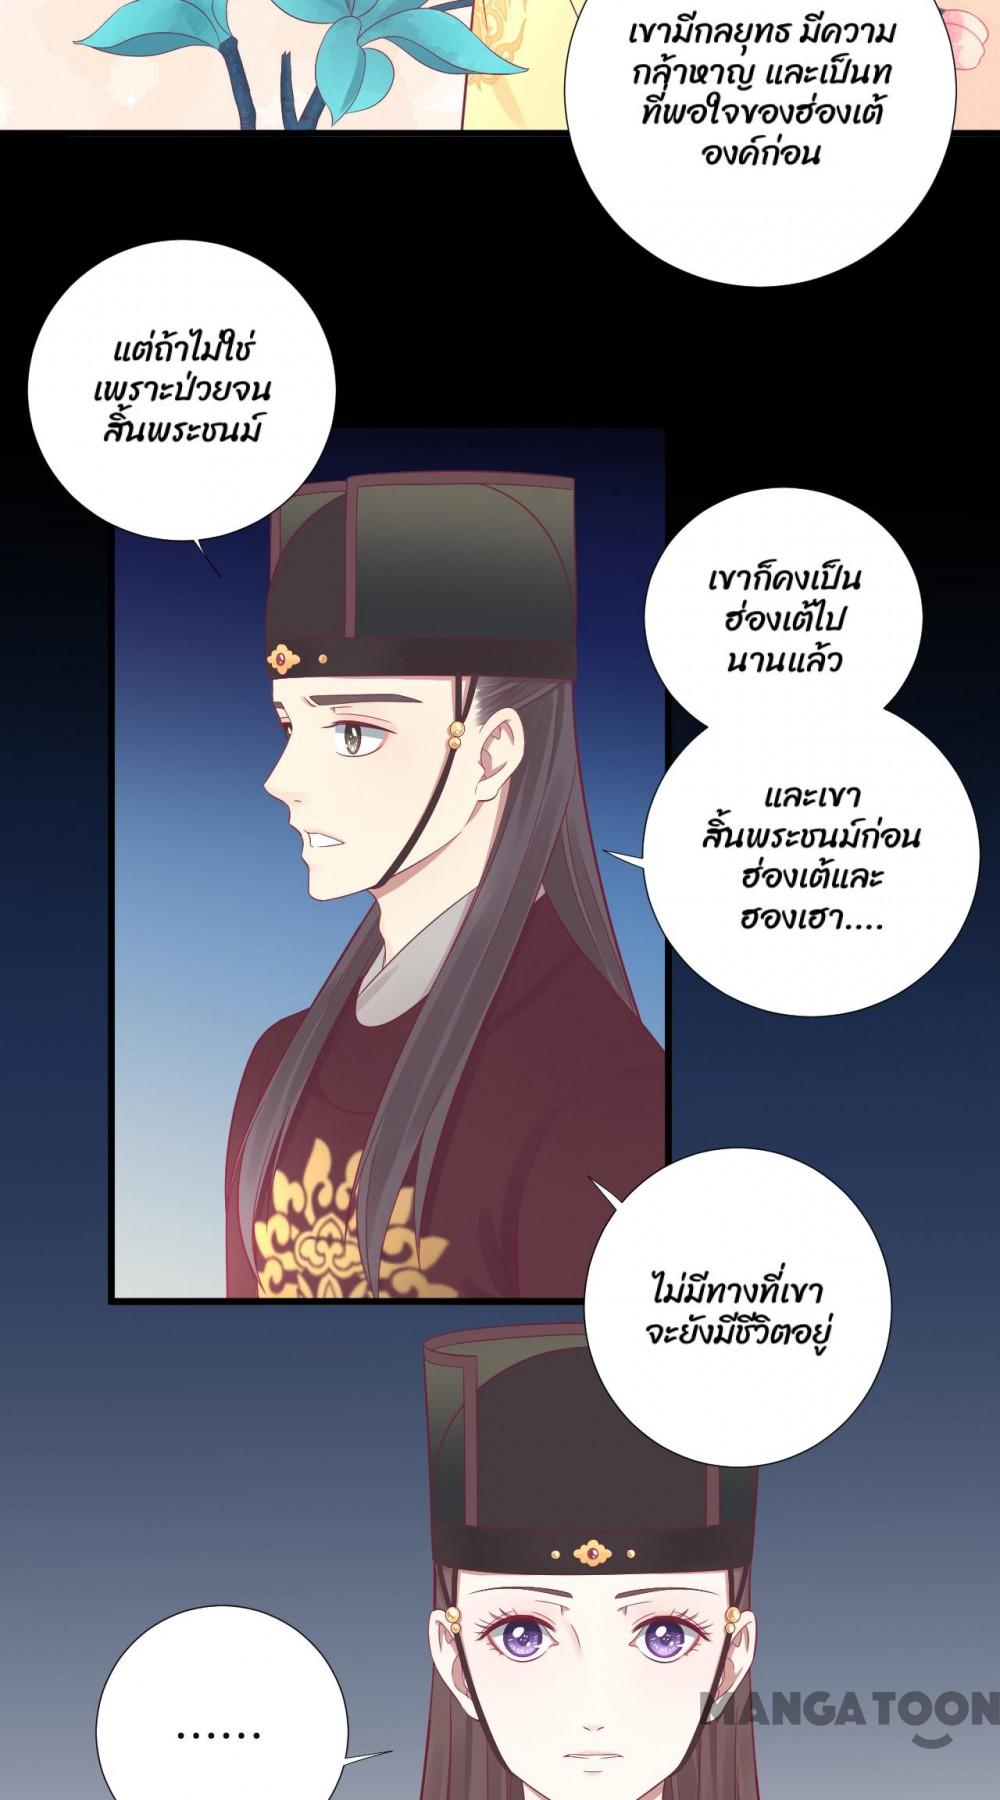 เขามีกลยุทธ มีความ
กล้าหาญ และเป็นท
ที่พอใจของฮ่องเต้
องค์ก่อน
แต่ถ้าไม่ใช่
เพราะป่วยจน
สิ้นพระชนม์
เขาก็คงเป็น
ฮ่องเต้ไป
นานแล้ว
และเขา
สิ้นพระชนม์ก่อน
ฮ่องเต้และ
ฮองเฮา....
ไม่มีทางที่เขา
จะยังมีชีวิตอยู่
......
MANGA TOON